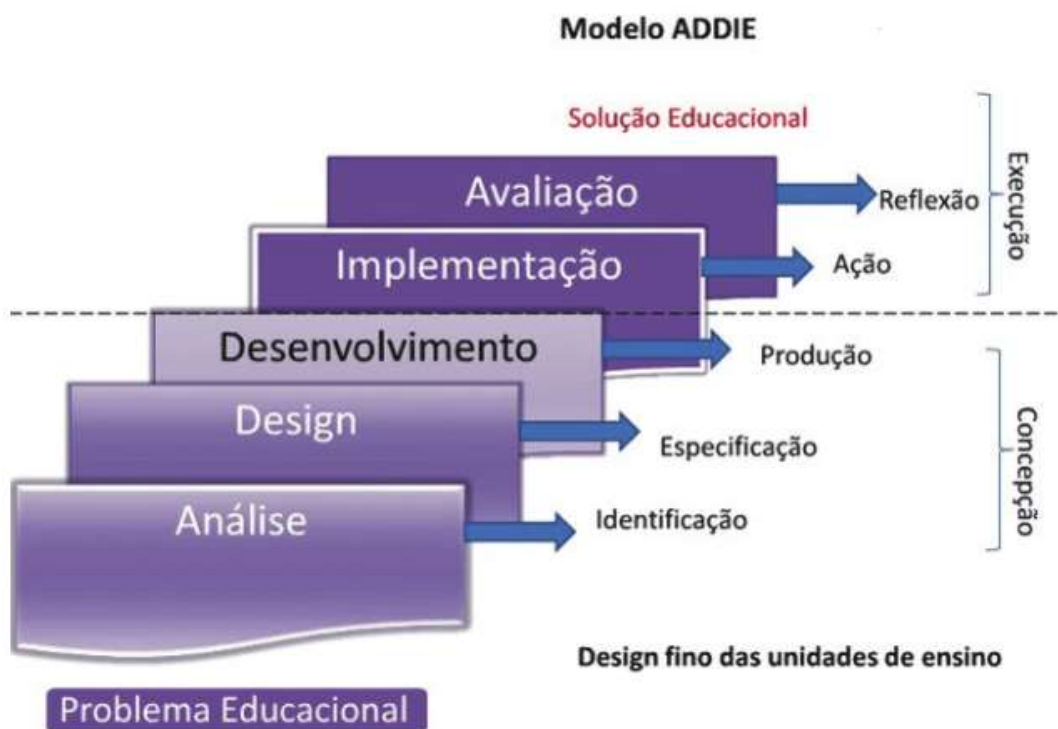 Modelo ADDIE
Solução Educacional
Avaliação
Reflexão
Execução
Implementação
Ação
Desenvolvimento
Produção
Design
Especificação
Concepção
Análise
Identificação
Design fino das unidades de ensino
Problema Educacional